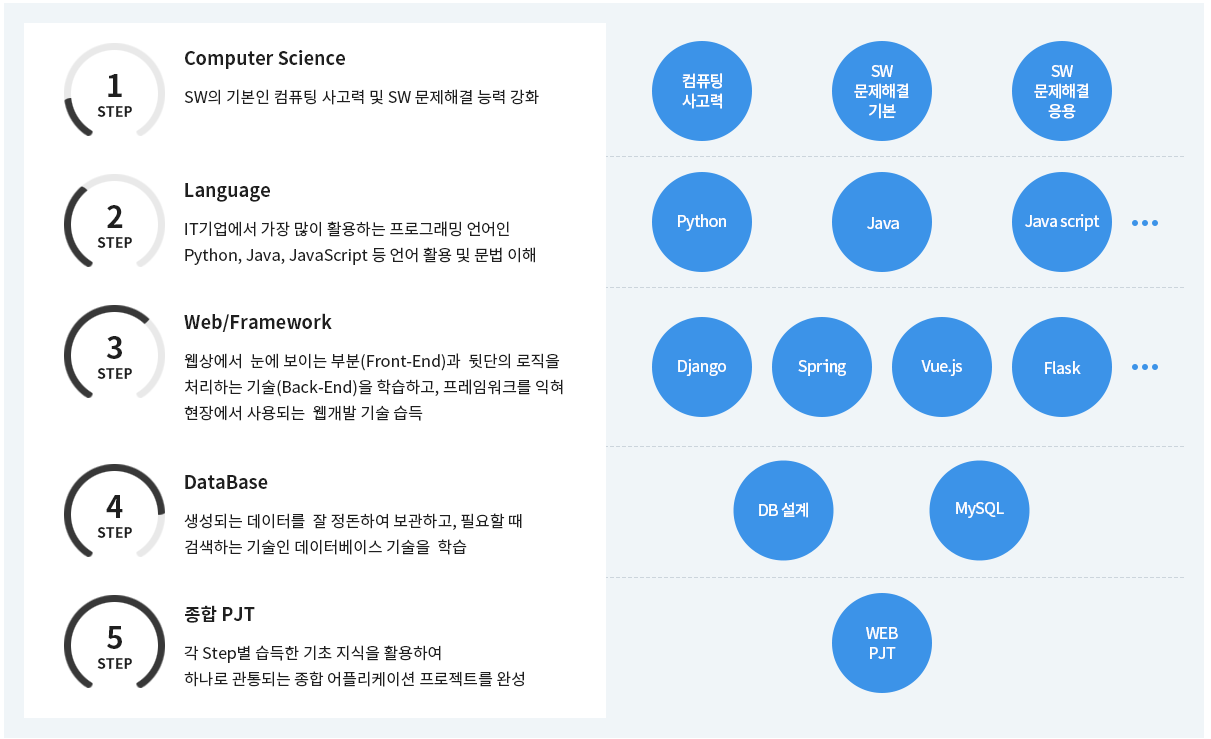 1
STEP
Computer Science
SW의 기본인 컴퓨팅 사고력 및 SW 문제해결 능력 강화
컴퓨팅
사고력
SW
문제해결
기본
SW
문제해결
응용
2
STEP
Language
IT기업에서 가장 많이 활용하는 프로그래밍 언어인
Python, Java, JavaScript 등 언어 활용 및 문법 이해
Python
Java
Java script
3
STEP
Web/Framework
웹상에서 눈에 보이는 부분(Front-End)과 뒷단의 로직을
처리하는 기술(Back-End)을 학습하고, 프레임워크를 익혀
현장에서 사용되는 웹개발 기술 습득
Django
Spring
Vue.js
Flask
4
STEP
DataBase
생성되는 데이터를 잘 정돈하여 보관하고, 필요할 때
검색하는 기술인 데이터베이스 기술을 학습
DB 설계
MySQL
5
STEP
종합 PJT
각 Step별 습득한 기초 지식을 활용하여
하나로 관통되는 종합 어플리케이션 프로젝트를 완성
WEB
PJT